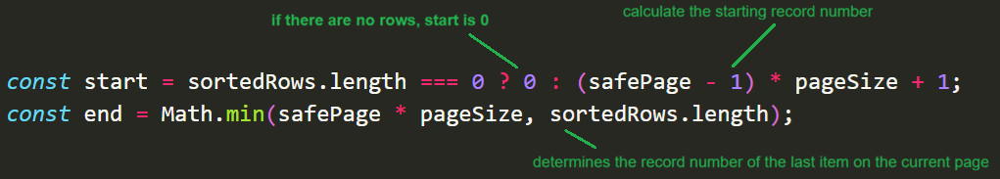 calculate the starting record number
if there are no rows, start is 0
const start = sortedRows.length === 0 ? 0 : (safePage - 1) * pageSize + 1;
const end = Math.min(safePage * pageSize, sortedRows.length);
determines the record number of the last item on the current page